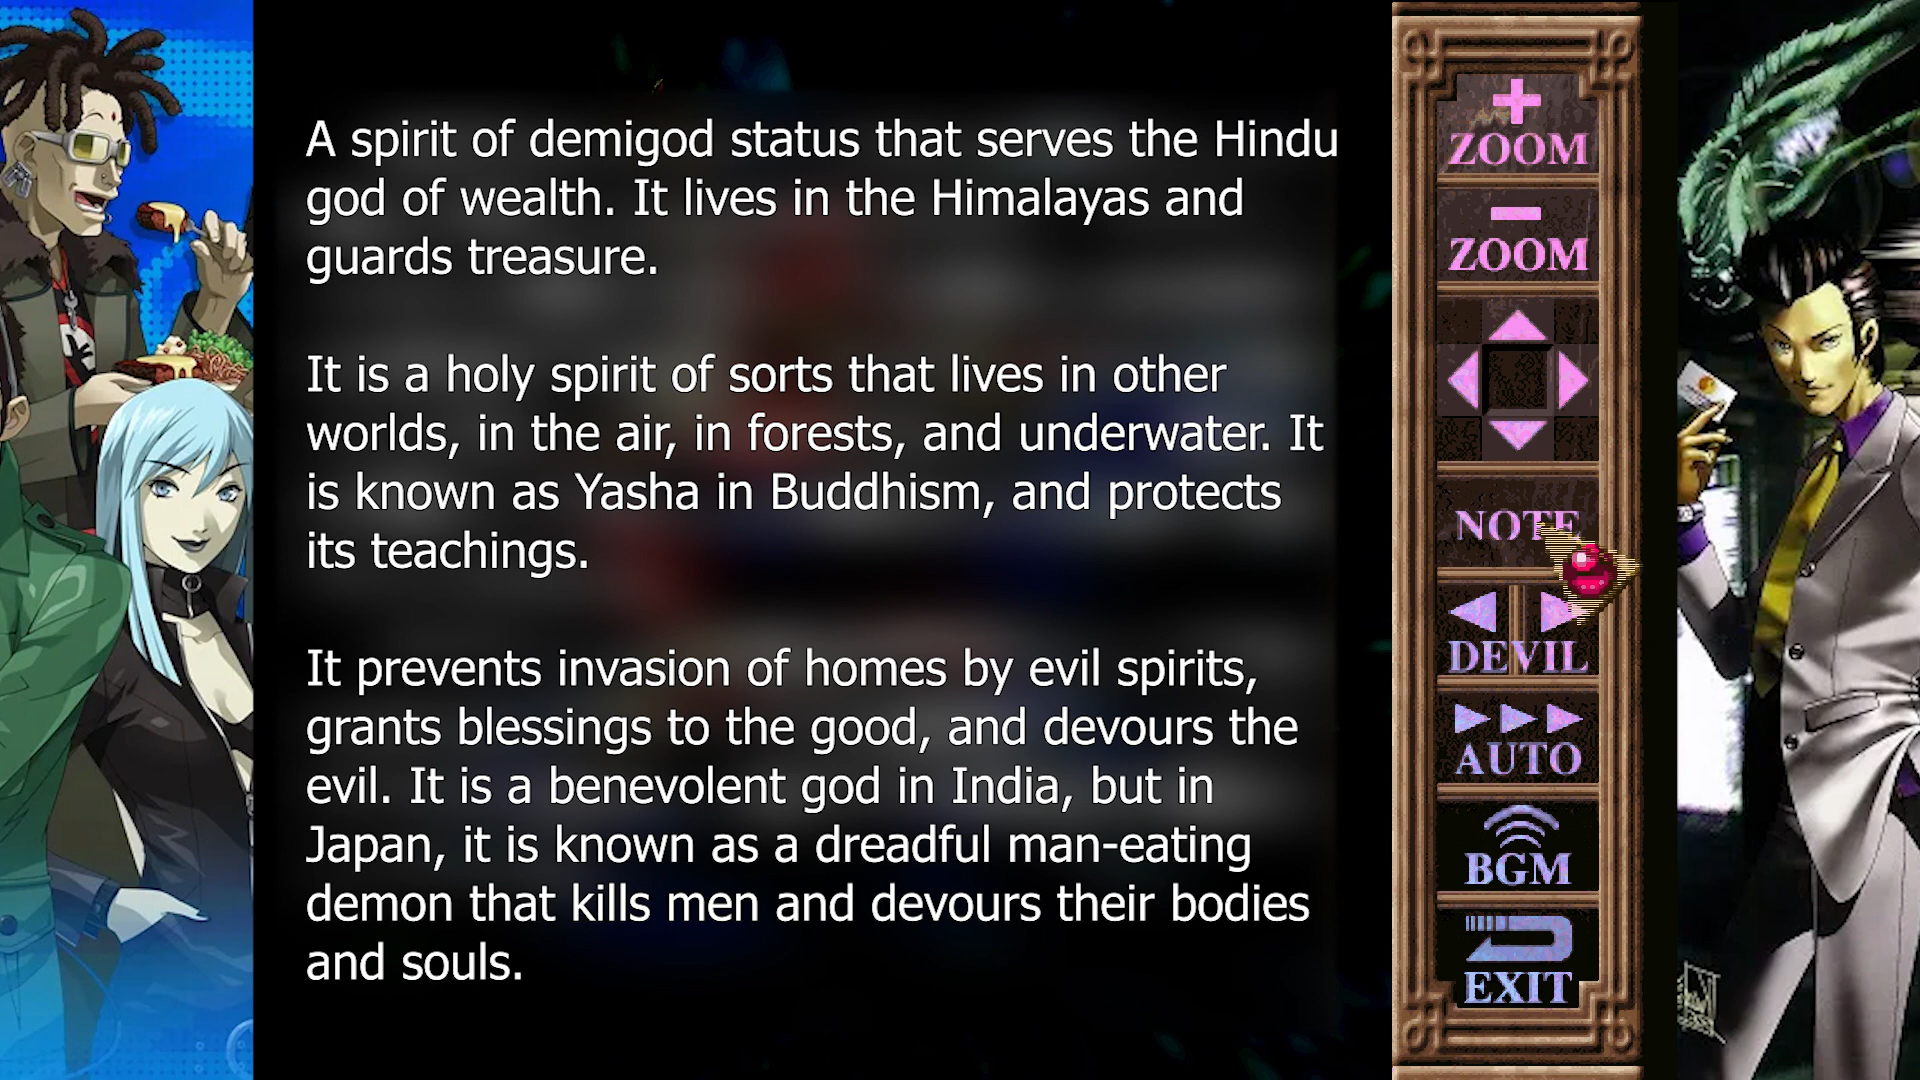 A spirit of demigod status that serves the Hindu
god of wealth. It lives in the Himalayas and
guards treasure.
It is a holy spirit of sorts that lives in other
worlds, in the air, in forests, and underwater. It
is known as Yasha in Buddhism, and protects
its teachings.
It prevents invasion of homes by evil spirits,
grants blessings to the good, and devours the
evil. It is a benevolent god in India, but in
Japan, it is known as a dreadful man-eating
demon that kills men and devours their bodies
and souls.
+
ZOOM
−
ZOOM
NOTE
DEVIL
AUTO
BGM
EXIT